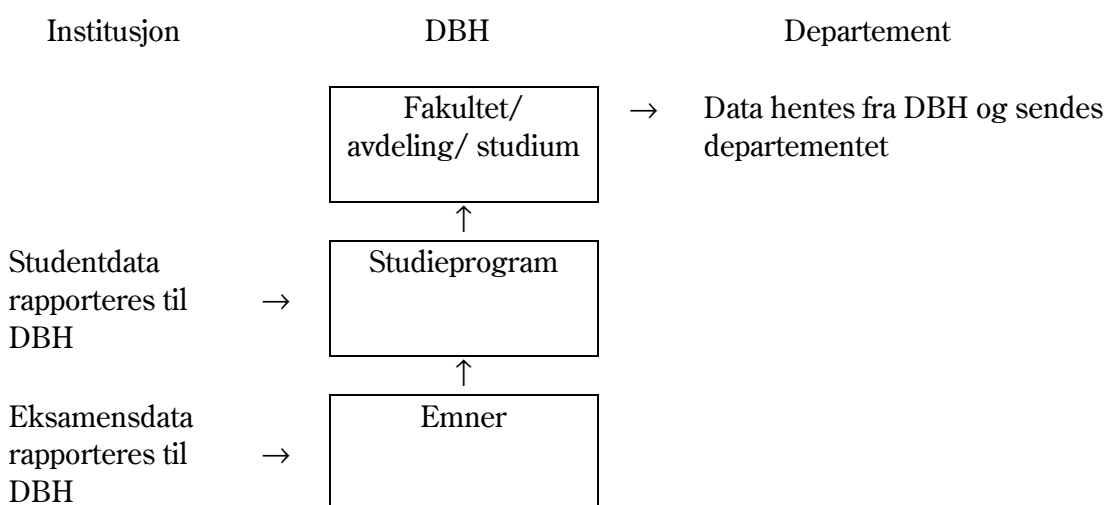 Institusjon DBH Departement
Fakultet/ → Data hentes fra DBH og sendes
avdeling/ studium departementet
↑
Studentdata Studieprogram
rapporteres til →
DBH
↑
Eksamensdata Emner
rapporteres til →
DBH